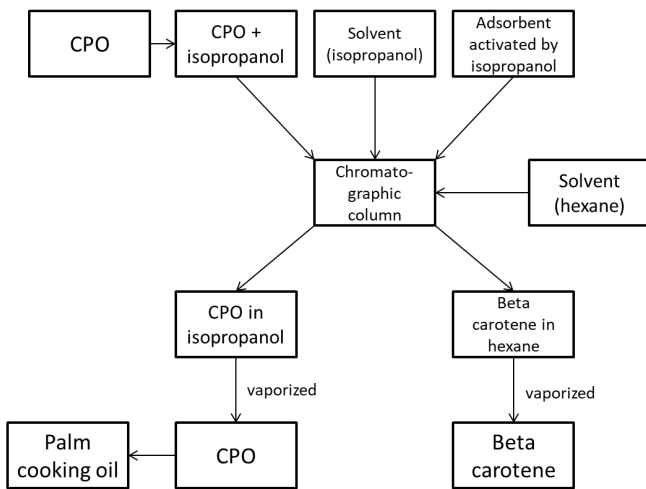 CPO
CPO +
isopropanol
Solvent
(isopropanol)
Adsorbent
activated by
isopropanol
Chromato-
graphic
column
Solvent
(hexane)
CPO in
isopropanol
Beta
carotene in
hexane
vaporized
vaporized
Palm
cooking oil
CPO
Beta
carotene